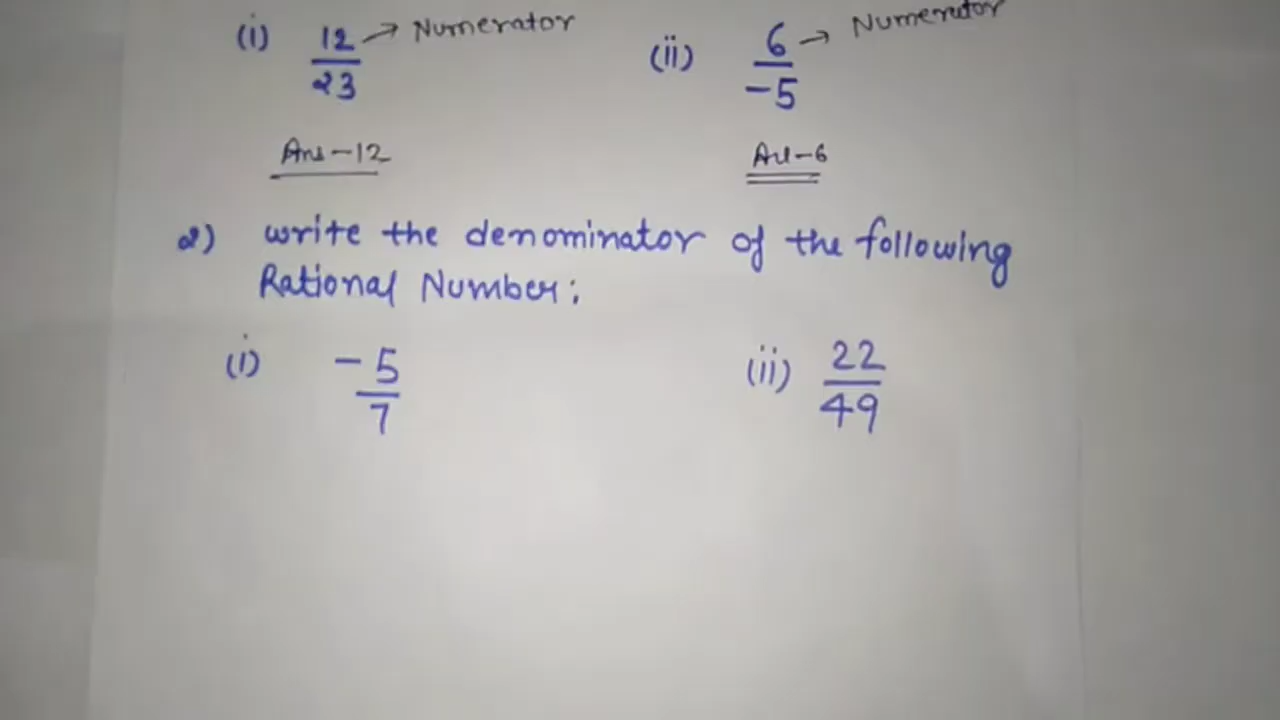 (i) 12/23 → Numerator (ii) 6/-5 → Numerator
Ans-12
Ans-6
2) write the denominator of the following
Rational Number:
(i) -5/7 (ii) 22/49